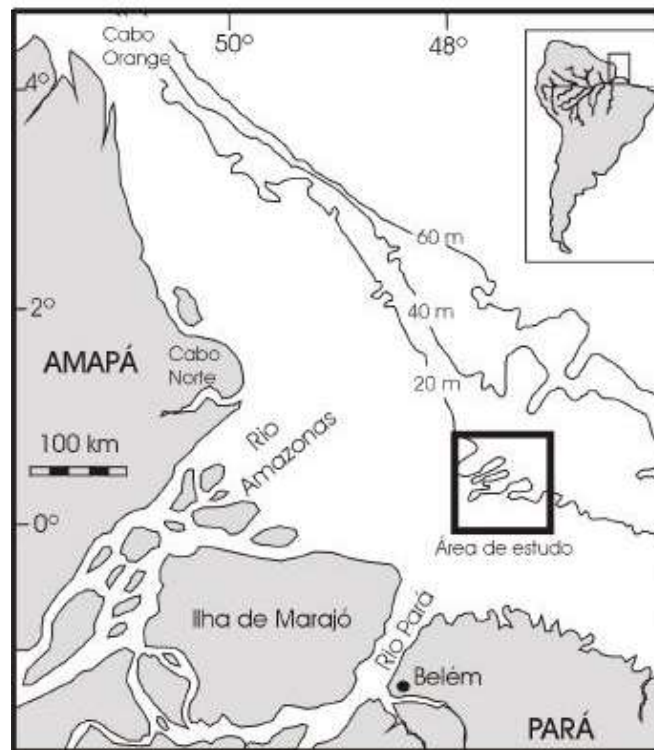 50°
48°
Cabo
Orange
4°
60 m
2°
40 m
Cabo
Norte
AMAPÁ
20 m
100 km
Rio
Amazonas
0°
Área de estudo
Ilha de Marajó
Rio Pará
Belém
PARÁ